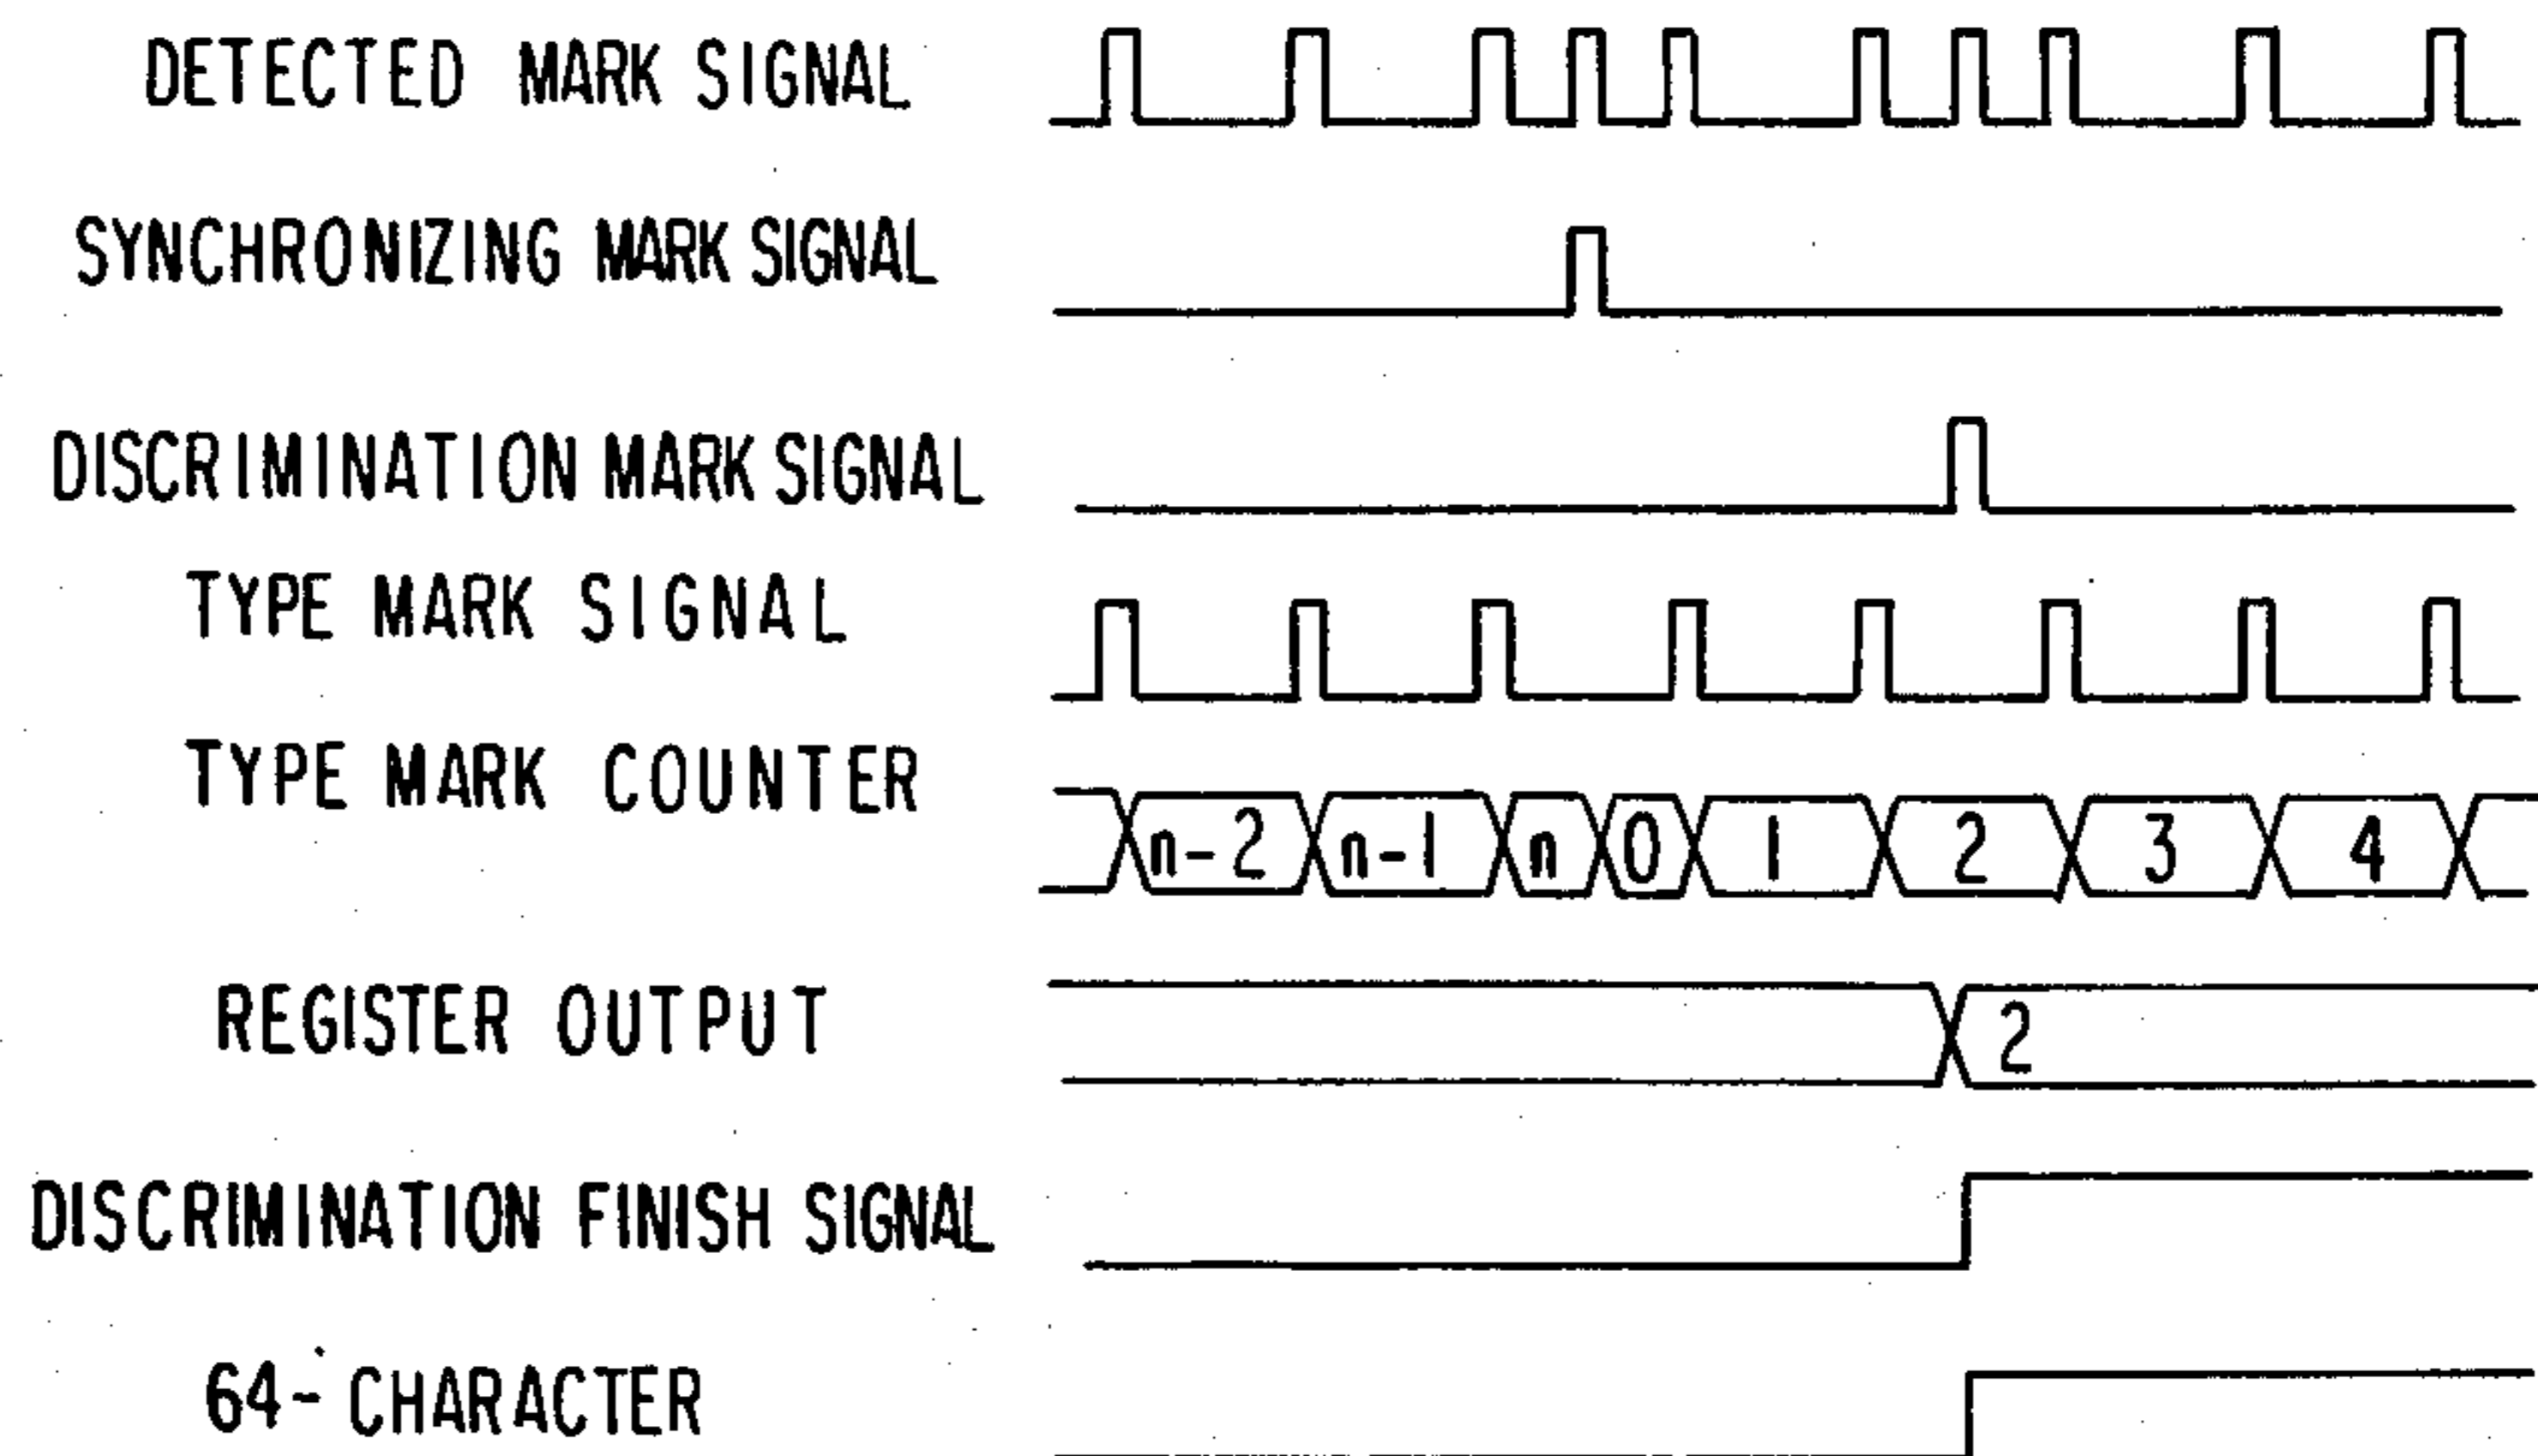 DETECTED MARK SIGNAL
SYNCHRONIZING MARK SIGNAL
DISCRIMINATION MARK SIGNAL
TYPE MARK SIGNAL
TYPE MARK COUNTER
n-2 n-1 n 0 1 2 3 4
REGISTER OUTPUT
2
DISCRIMINATION FINISH SIGNAL
64-CHARACTER